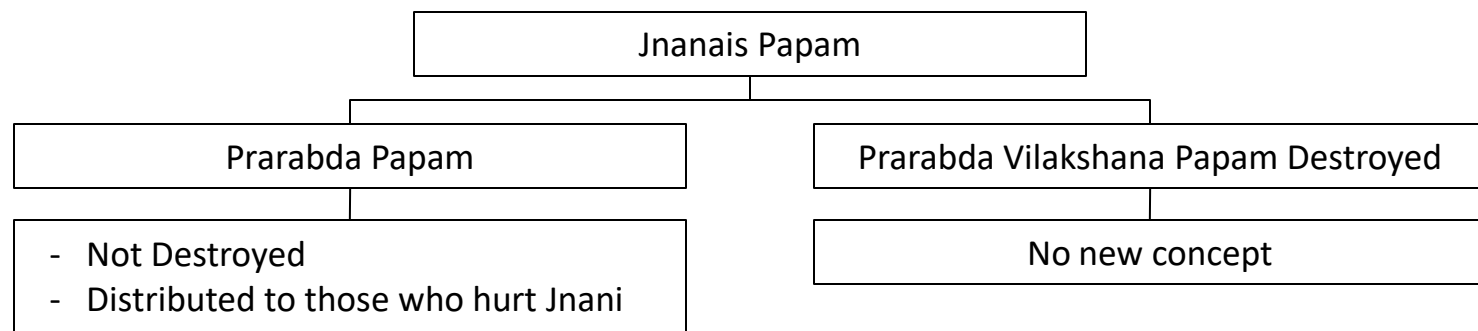 Jnanais Papam
Prarabda Papam
Prarabda Vilakshana Papam Destroyed
- Not Destroyed
- Distributed to those who hurt Jnani
No new concept